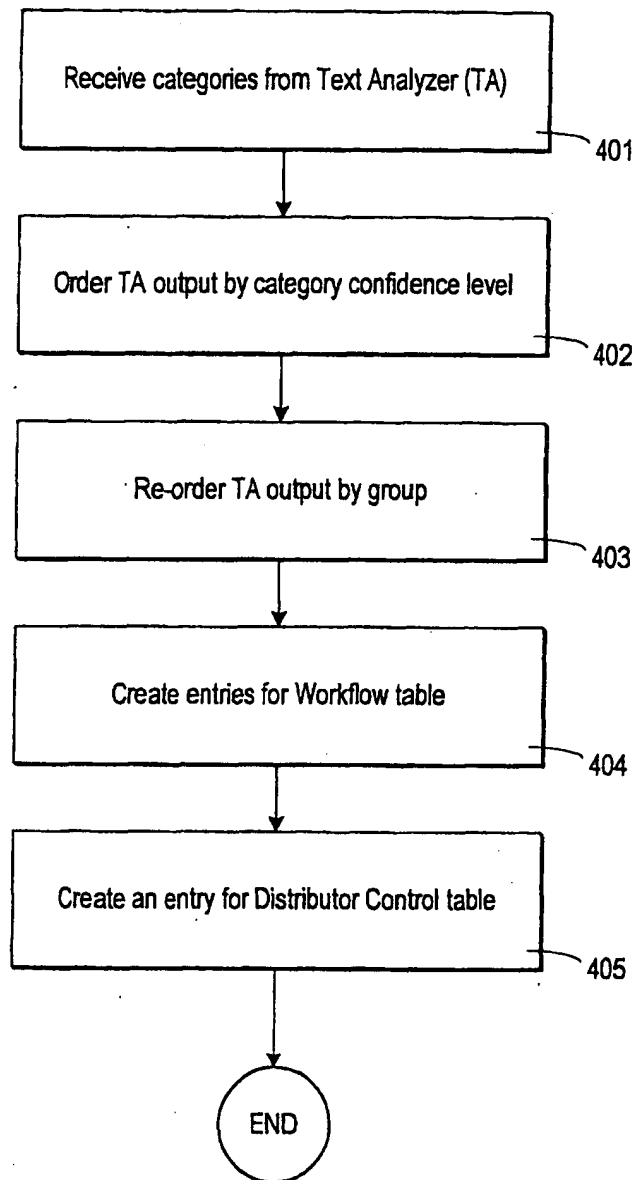 Receive categories from Text Analyzer (TA)
401
Order TA output by category confidence level
402
Re-order TA output by group
403
Create entries for Workflow table
404
Create an entry for Distributor Control table
405
END